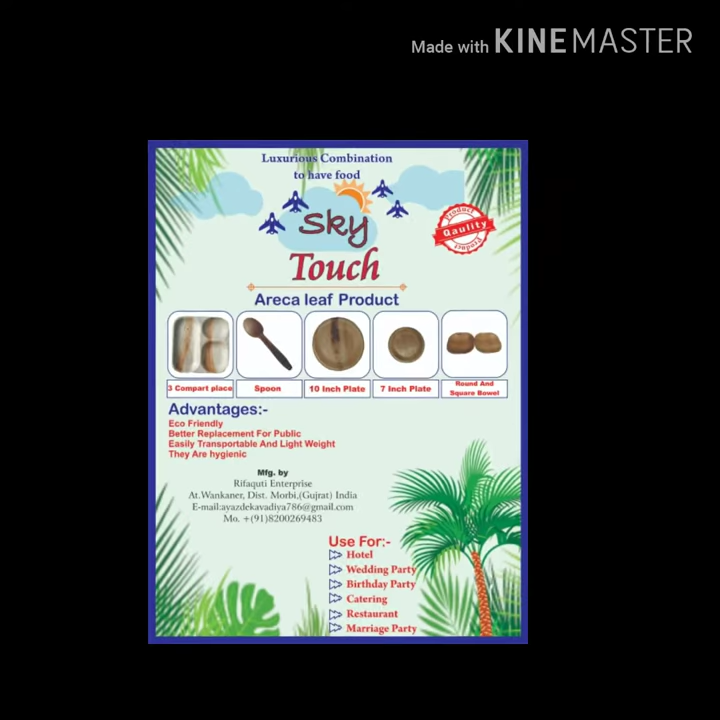 Made with KINEMASTER
Luxurious Combination
to have food
Sky
Touch
Product
Qaulity
Product
Areca leaf Product
3 Compart place
Spoon
10 Inch Plate
7 Inch Plate
Round And
Square Bowel
Advantages:-
Eco Friendly
Better Replacement For Public
Easily Transportable And Light Weight
They Are hygienic
Mfg. by
Rifaquti Enterprise
At.Wankaner, Dist. Morbi,(Gujrat) India
E-mail:ayazdekavadiya786@gmail.com
Mo. +(91)8200269483
Use For:-
Hotel
Wedding Party
Birthday Party
Catering
Restaurant
Marriage Party